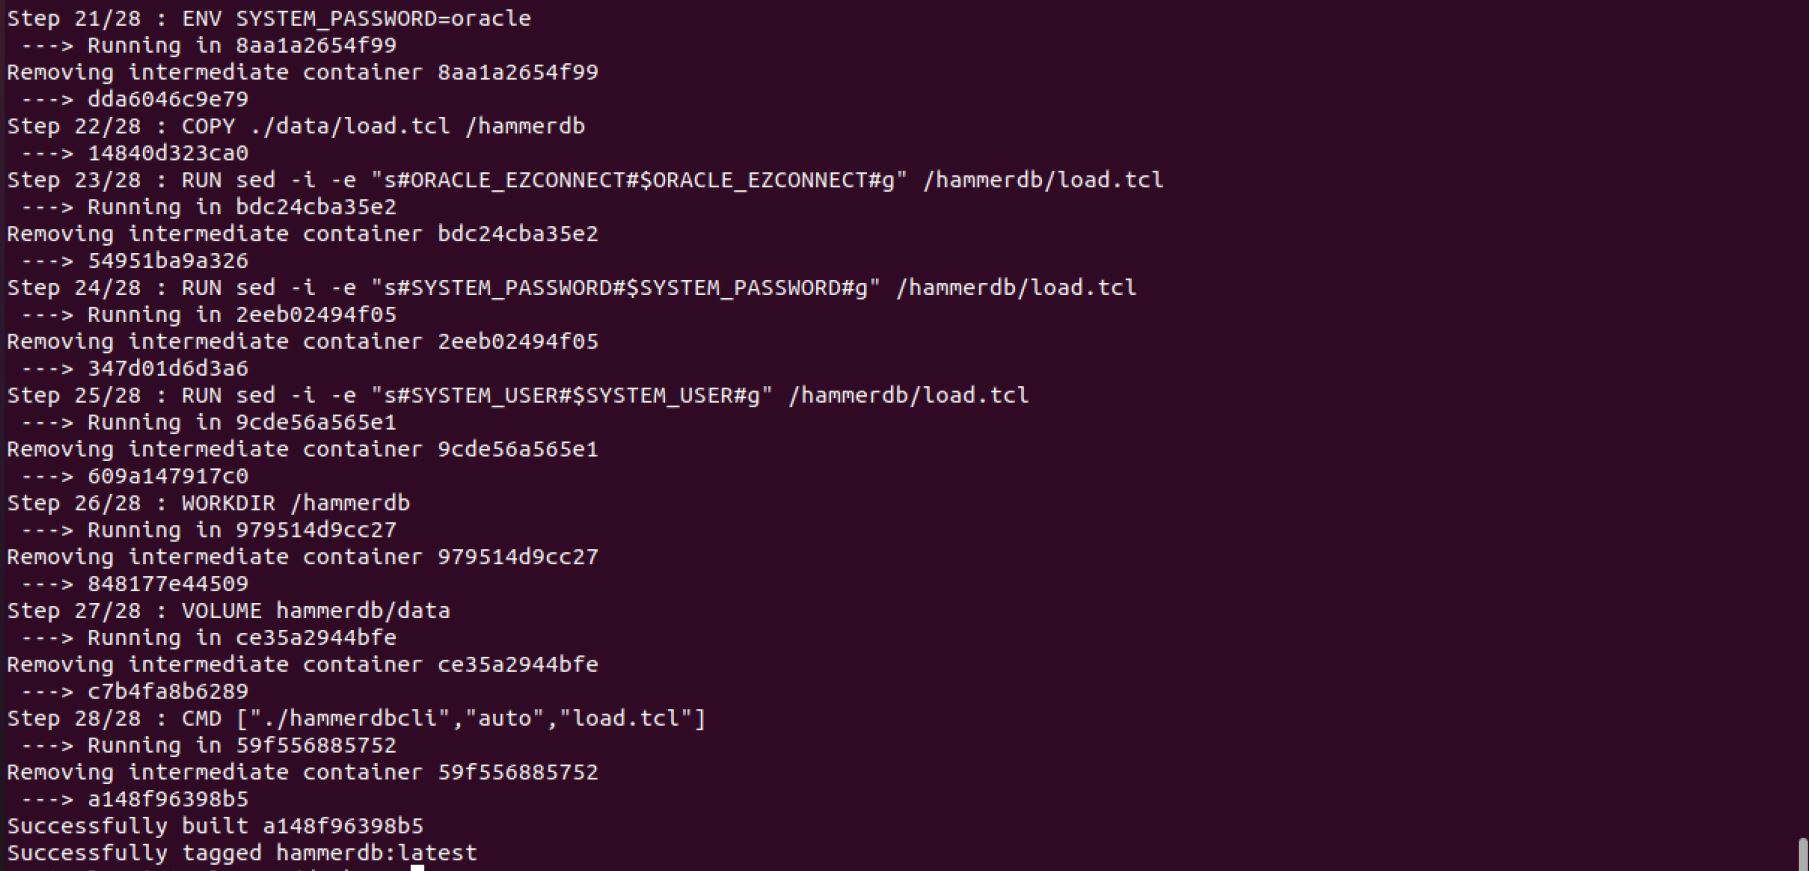 Step 21/28 : ENV SYSTEM_PASSWORD=oracle
 ---> Running in 8aa1a2654f99
Removing intermediate container 8aa1a2654f99
 ---> dda6046c9e79
Step 22/28 : COPY ./data/load.tcl /hammerdb
 ---> 14840d323ca0
Step 23/28 : RUN sed -i -e "s#ORACLE_EZCONNECT#$ORACLE_EZCONNECT#g" /hammerdb/load.tcl
 ---> Running in bdc24cba35e2
Removing intermediate container bdc24cba35e2
 ---> 54951ba9a326
Step 24/28 : RUN sed -i -e "s#SYSTEM_PASSWORD#$SYSTEM_PASSWORD#g" /hammerdb/load.tcl
 ---> Running in 2eeb02494f05
Removing intermediate container 2eeb02494f05
 ---> 347d01d6d3a6
Step 25/28 : RUN sed -i -e "s#SYSTEM_USER#$SYSTEM_USER#g" /hammerdb/load.tcl
 ---> Running in 9cde56a565e1
Removing intermediate container 9cde56a565e1
 ---> 609a147917c0
Step 26/28 : WORKDIR /hammerdb
 ---> Running in 979514d9cc27
Removing intermediate container 979514d9cc27
 ---> 848177e44509
Step 27/28 : VOLUME hammerdb/data
 ---> Running in ce35a2944bfe
Removing intermediate container ce35a2944bfe
 ---> c7b4fa8b6289
Step 28/28 : CMD ["./hammerdbcli","auto","load.tcl"]
 ---> Running in 59f556885752
Removing intermediate container 59f556885752
 ---> a148f96398b5
Successfully built a148f96398b5
Successfully tagged hammerdb:latest